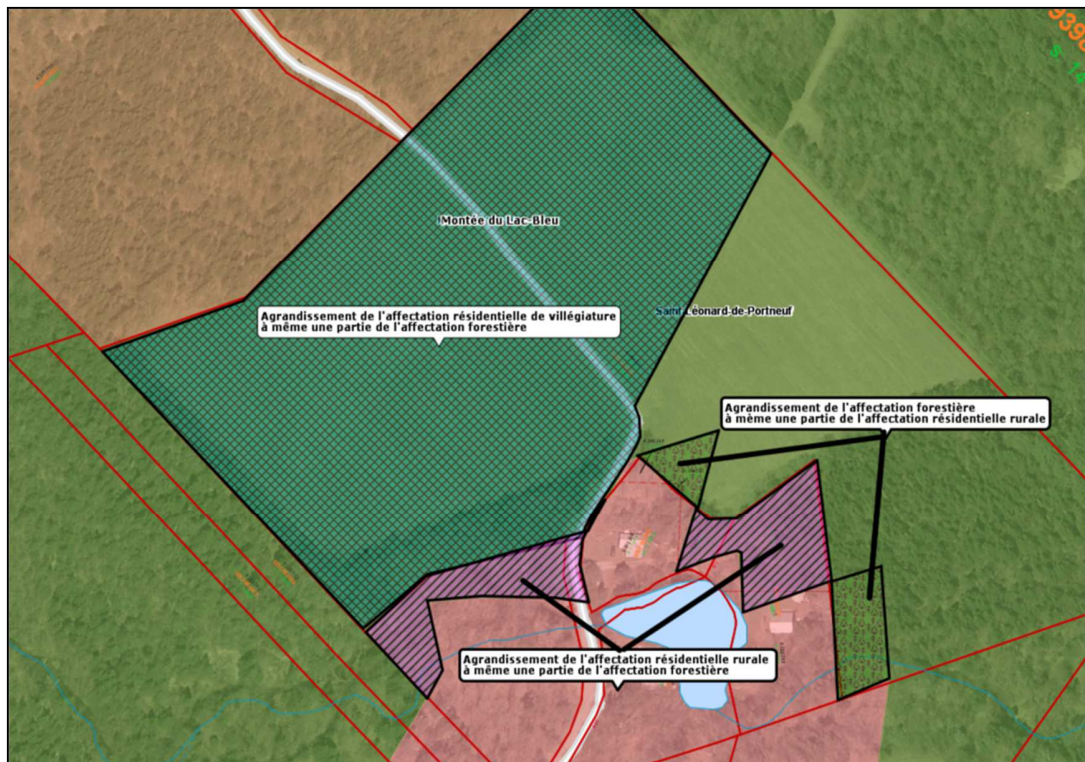 Montée du Lac-Bleu
Agrandissement de l'affectation résidentielle de villégiature
à même une partie de l'affectation forestière
Saint-Léonard-de-Portneuf
Agrandissement de l'affectation forestière
à même une partie de l'affectation résidentielle rurale
Agrandissement de l'affectation résidentielle rurale
à même une partie de l'affectation forestière